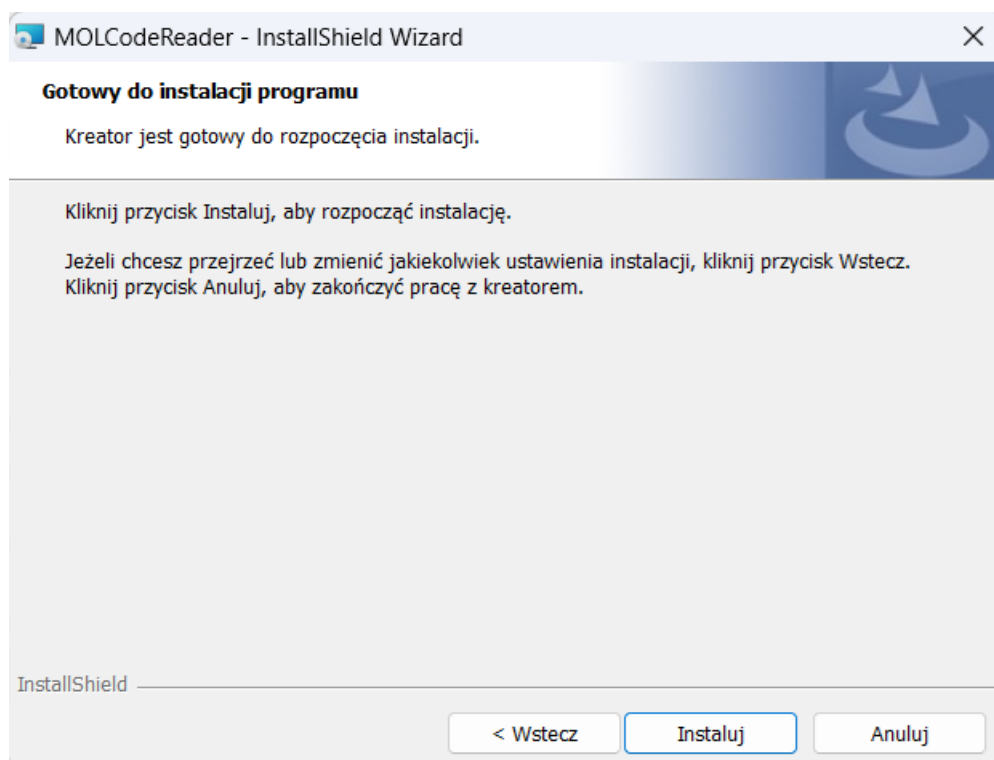 MOLCodeReader - InstallShield Wizard
Gotowy do instalacji programu
Kreator jest gotowy do rozpoczęcia instalacji.
Kliknij przycisk Instaluj, aby rozpocząć instalację.
Jeżeli chcesz przejrzeć lub zmienić jakiekolwiek ustawienia instalacji, kliknij przycisk Wstecz.
Kliknij przycisk Anuluj, aby zakończyć pracę z kreatorem.
InstallShield
< Wstecz Instaluj Anuluj